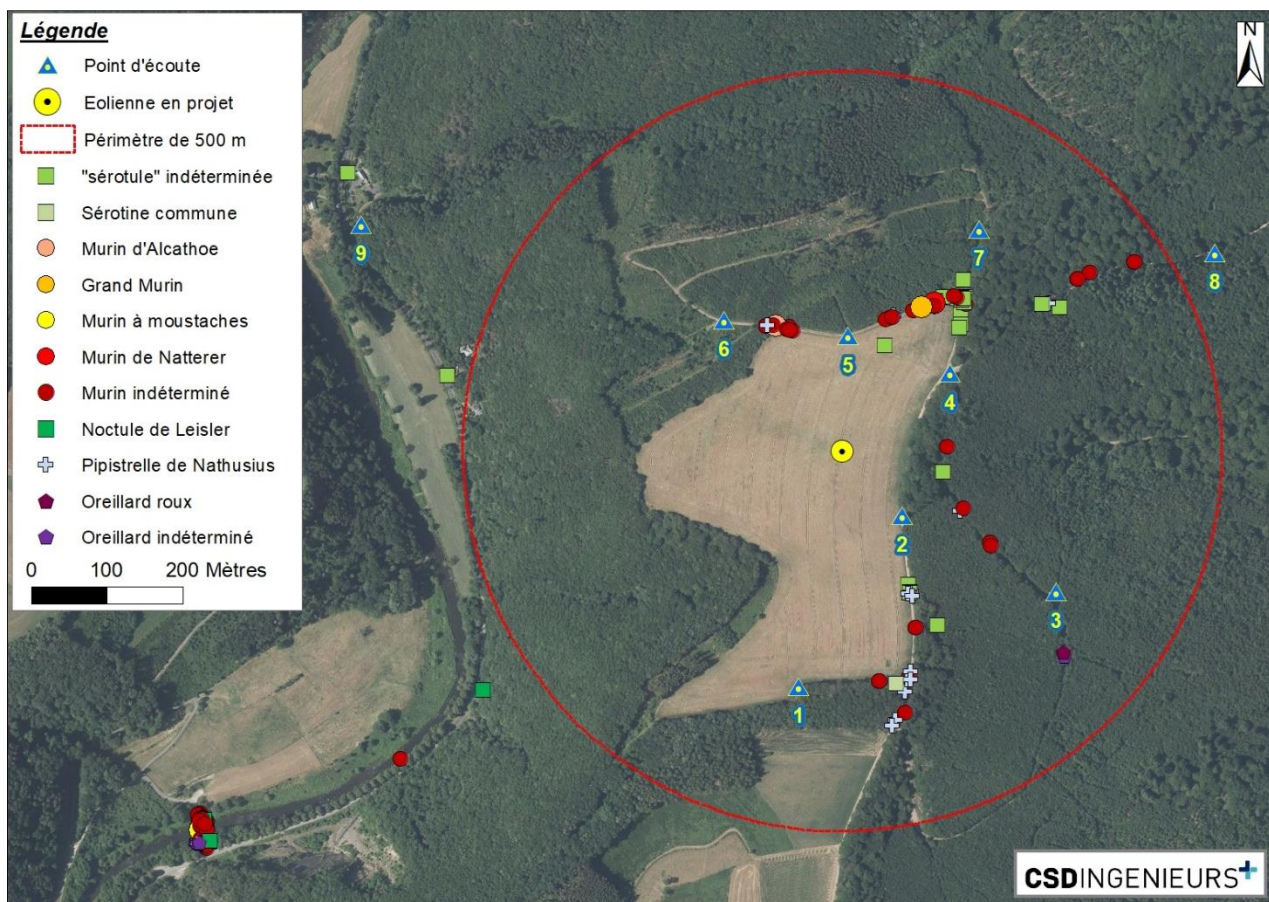 Légende
Point d'écoute
Eolienne en projet
Périmètre de 500 m
"sérotule" indéterminée
Sérotine commune
Murin d'Alcathoe
Grand Murin
Murin à moustaches
Murin de Natterer
Murin indéterminé
Noctule de Leisler
Pipistrelle de Nathusius
Oreillard roux
Oreillard indéterminé
0 100 200 Mètres
N
9
7
8
6
5
4
2
3
1
CSDINGENIEURS+